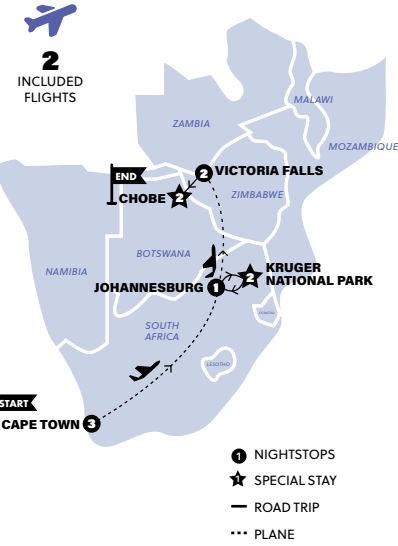 2
INCLUDED
FLIGHTS
ZAMBIA
MALAWI
MOZAMBIQUE
END
2 VICTORIA FALLS
CHOBE 2
ZIMBABWE
BOTSWANA
NAMIBIA
2 KRUGER
NATIONAL PARK
JOHANNESBURG 1
SOUTH
AFRICA
LESOTHO
START
CAPE TOWN 3
1 NIGHTSTOPS
1 SPECIAL STAY
ROAD TRIP
PLANE